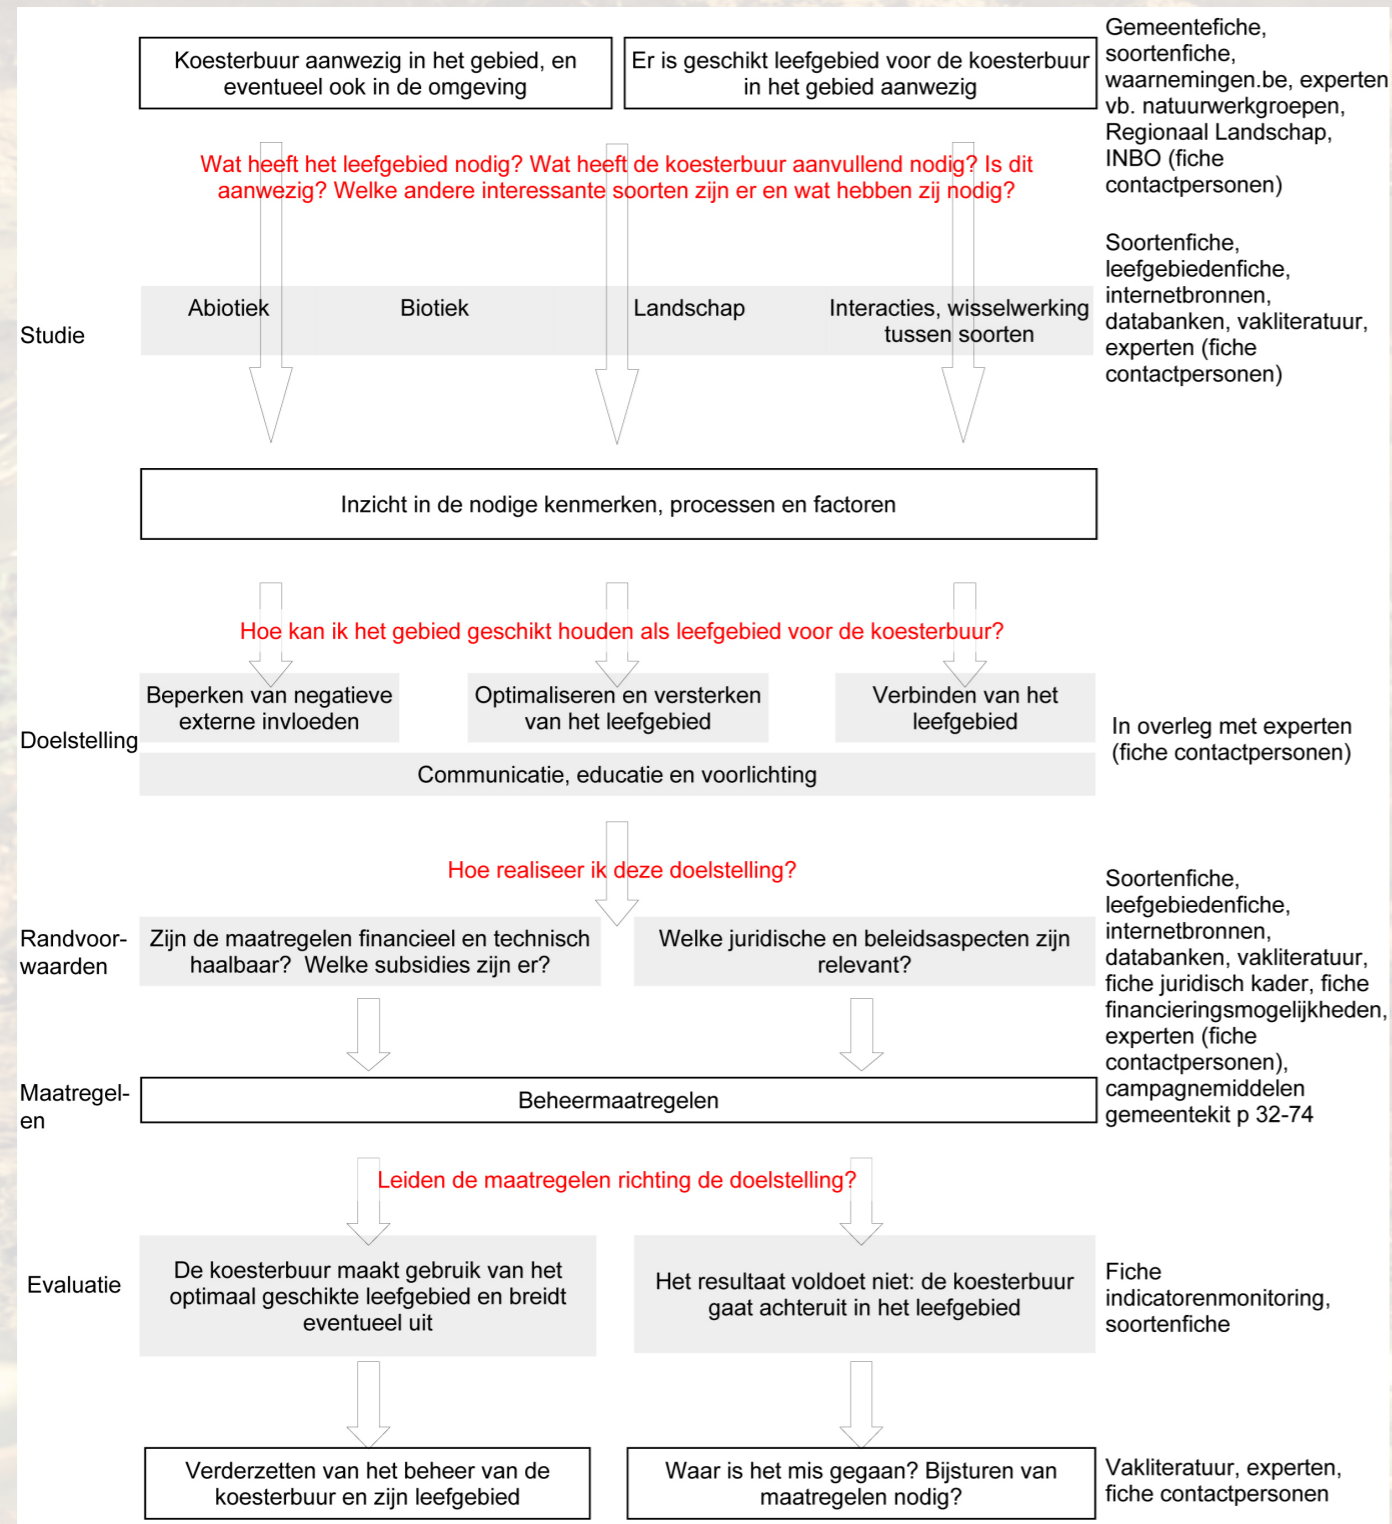 Koesterbuur aanwezig in het gebied, en
eventueel ook in de omgeving
Er is geschikt leefgebied voor de koesterbuur
in het gebied aanwezig
Gemeentefiche,
soortenfiche,
waarnemingen.be, experten
vb. natuurwerkgroepen,
Regionaal Landschap,
INBO (fiche
contactpersonen)
Wat heeft het leefgebied nodig? Wat heeft de koesterbuur aanvullend nodig? Is dit
aanwezig? Welke andere interessante soorten zijn er en wat hebben zij nodig?
Studie
Abiotiek
Biotiek
Landschap
Interacties, wisselwerking
tussen soorten
Soortenfiche,
leefgebiedenfiche,
internetbronnen,
databanken, vakliteratuur,
experten (fiche
contactpersonen)
Inzicht in de nodige kenmerken, processen en factoren
Hoe kan ik het gebied geschikt houden als leefgebied voor de koesterbuur?
Doelstelling
Beperken van negatieve
externe invloeden
Optimaliseren en versterken
van het leefgebied
Verbinden van het
leefgebied
Communicatie, educatie en voorlichting
In overleg met experten
(fiche contactpersonen)
Hoe realiseer ik deze doelstelling?
Randvoor-
waarden
Zijn de maatregelen financieel en technisch
haalbaar? Welke subsidies zijn er?
Welke juridische en beleidsaspecten zijn
relevant?
Soortenfiche,
leefgebiedenfiche,
internetbronnen,
databanken, vakliteratuur,
fiche juridisch kader, fiche
financieringsmogelijkheden,
experten (fiche
contactpersonen),
campagnemiddelen
gemeentekit p 32-74
Maatregel-
en
Beheermaatregelen
Leiden de maatregelen richting de doelstelling?
Evaluatie
De koesterbuur maakt gebruik van het
optimaal geschikte leefgebied en breidt
eventueel uit
Het resultaat voldoet niet: de koesterbuur
gaat achteruit in het leefgebied
Fiche
indicatorenmonitoring,
soortenfiche
Verderzetten van het beheer van de
koesterbuur en zijn leefgebied
Waar is het mis gegaan? Bijsturen van
maatregelen nodig?
Vakliteratuur, experten,
fiche contactpersonen